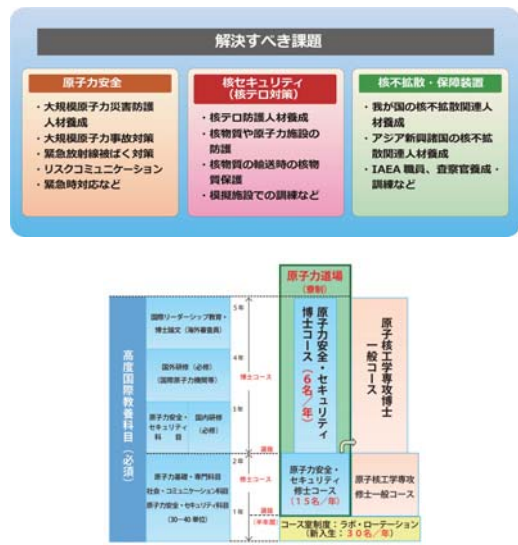 解決すべき課題
原子力安全
・大規模原子力災害防護
人材養成
・大規模原子力事故対策
・緊急放射線被ばく対策
・リスクコミュニケーション
・緊急時対応など
核セキュリティ
(核テロ対策)
・核テロ防護人材養成
・核物質や原子力施設の
防護
・核物質の輸送時の核物
質保護
・模擬施設での訓練など
核不拡散・保障装置
・我が国の核不拡散関連人
材養成
・アジア新興諸国の核不拡
散関連人材養成
・IAEA 職員、査察官養成・
訓練など
原子力道場
(寮制)
高度国際教養科目(必須)
国際リーダーシップ教育・
博士論文(海外審査員)
国外研修(必修)
(国際原子力機関等)
原子力安全・
セキュリティ
科目
国内研修
(必修)
原子力基礎・専門科目
社会・コミュニケーション科目
原子力安全・セキュリティ科目
(30〜40単位)
5年
4年
博士コース
3年
選抜
2年
修士コース
選抜
1年
(半年間)
原子力安全・セキュリティ
博士コース(6名/年)
原子核工学専攻博士
一般コース
原子力安全・
セキュリティ
修士コース
(15名/年)
原子核工学専攻
修士一般コース
コース室制度:ラボ・ローテーション
(新入生:30名/年)